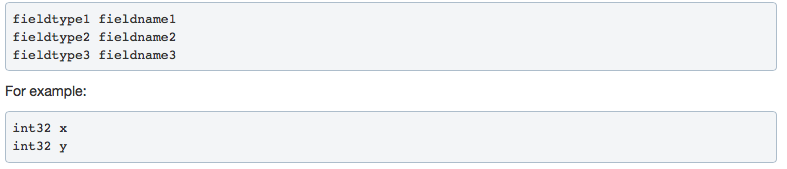 fieldtype1 fieldname1
fieldtype2 fieldname2
fieldtype3 fieldname3
For example:
int32 x
int32 y